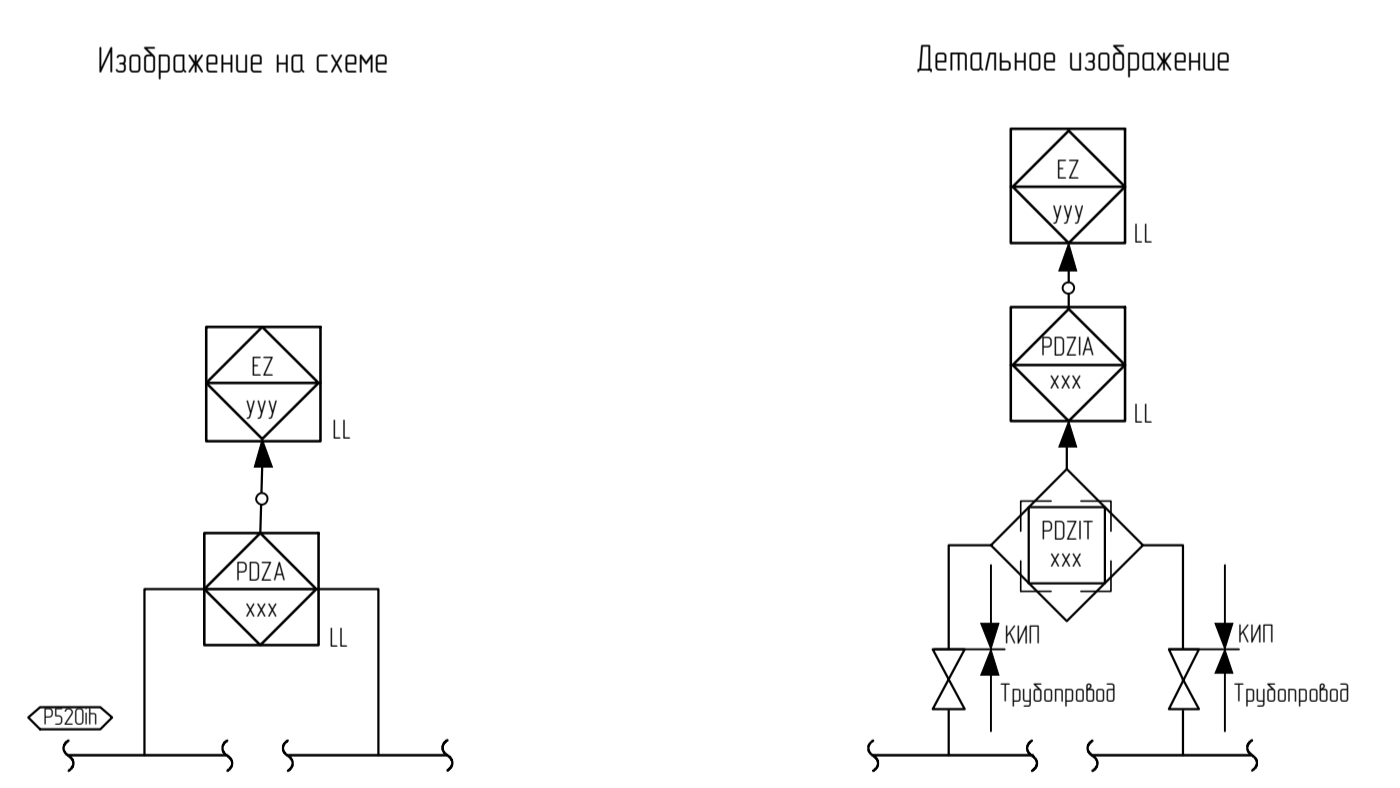 Изображение на схеме
EZ
yyy
LL
PDZA
xxx
LL
P520ih
Детальное изображение
EZ
yyy
LL
PDZIA
xxx
LL
PDZIT
xxx
КИП
Трубопровод
КИП
Трубопровод